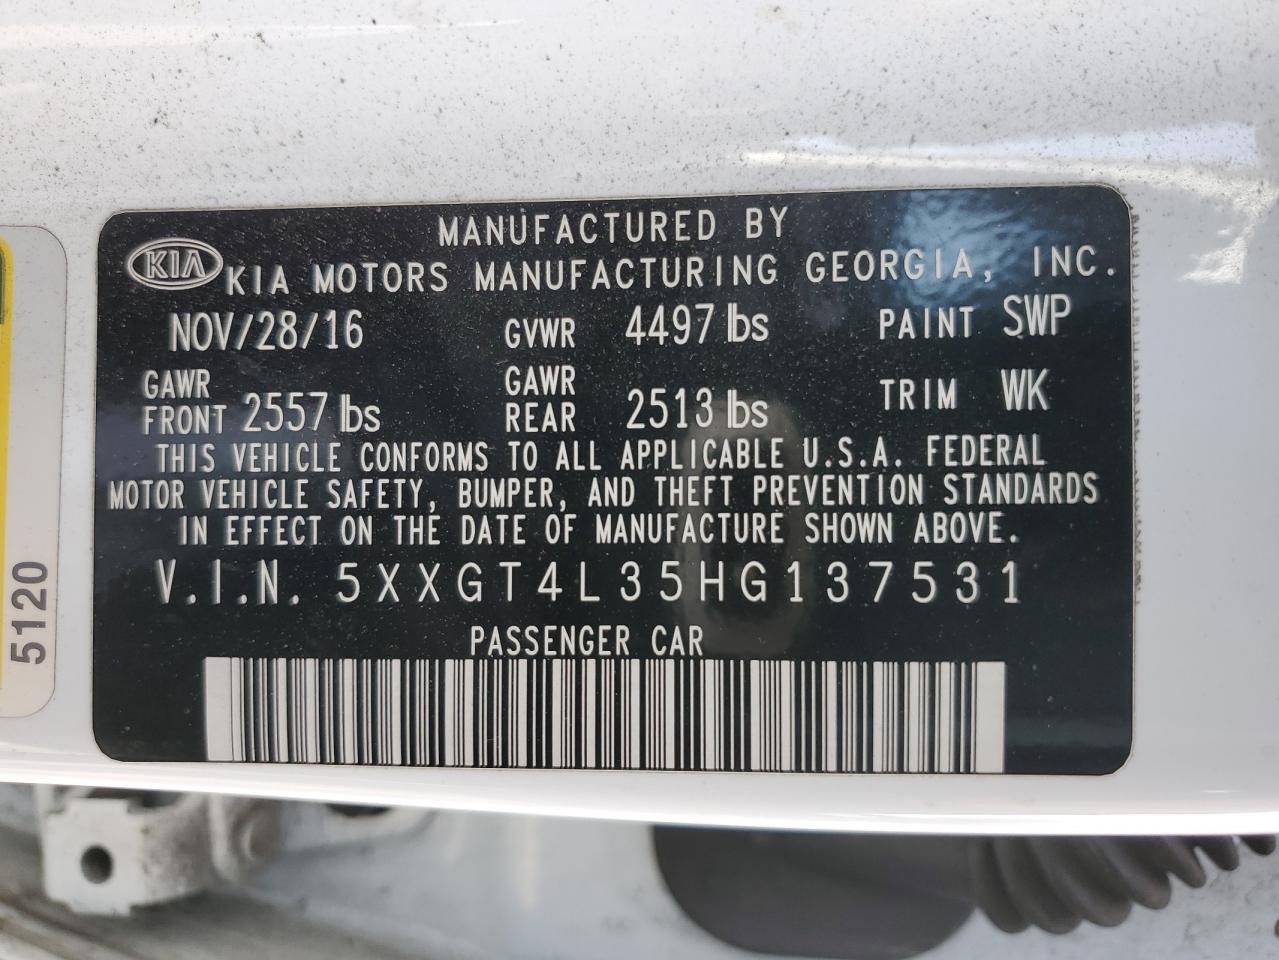 MANUFACTURED BY
KIA KIA MOTORS MANUFACTURING GEORGIA, INC.
NOV/28/16 GVWR 4497 lbs PAINT SWP
GAWR FRONT 2557 lbs GAWR REAR 2513 lbs TRIM WK
THIS VEHICLE CONFORMS TO ALL APPLICABLE U.S.A. FEDERAL
MOTOR VEHICLE SAFETY, BUMPER, AND THEFT PREVENTION STANDARDS
IN EFFECT ON THE DATE OF MANUFACTURE SHOWN ABOVE.
V.I.N. 5XXGT4L35HG137531
PASSENGER CAR
5120